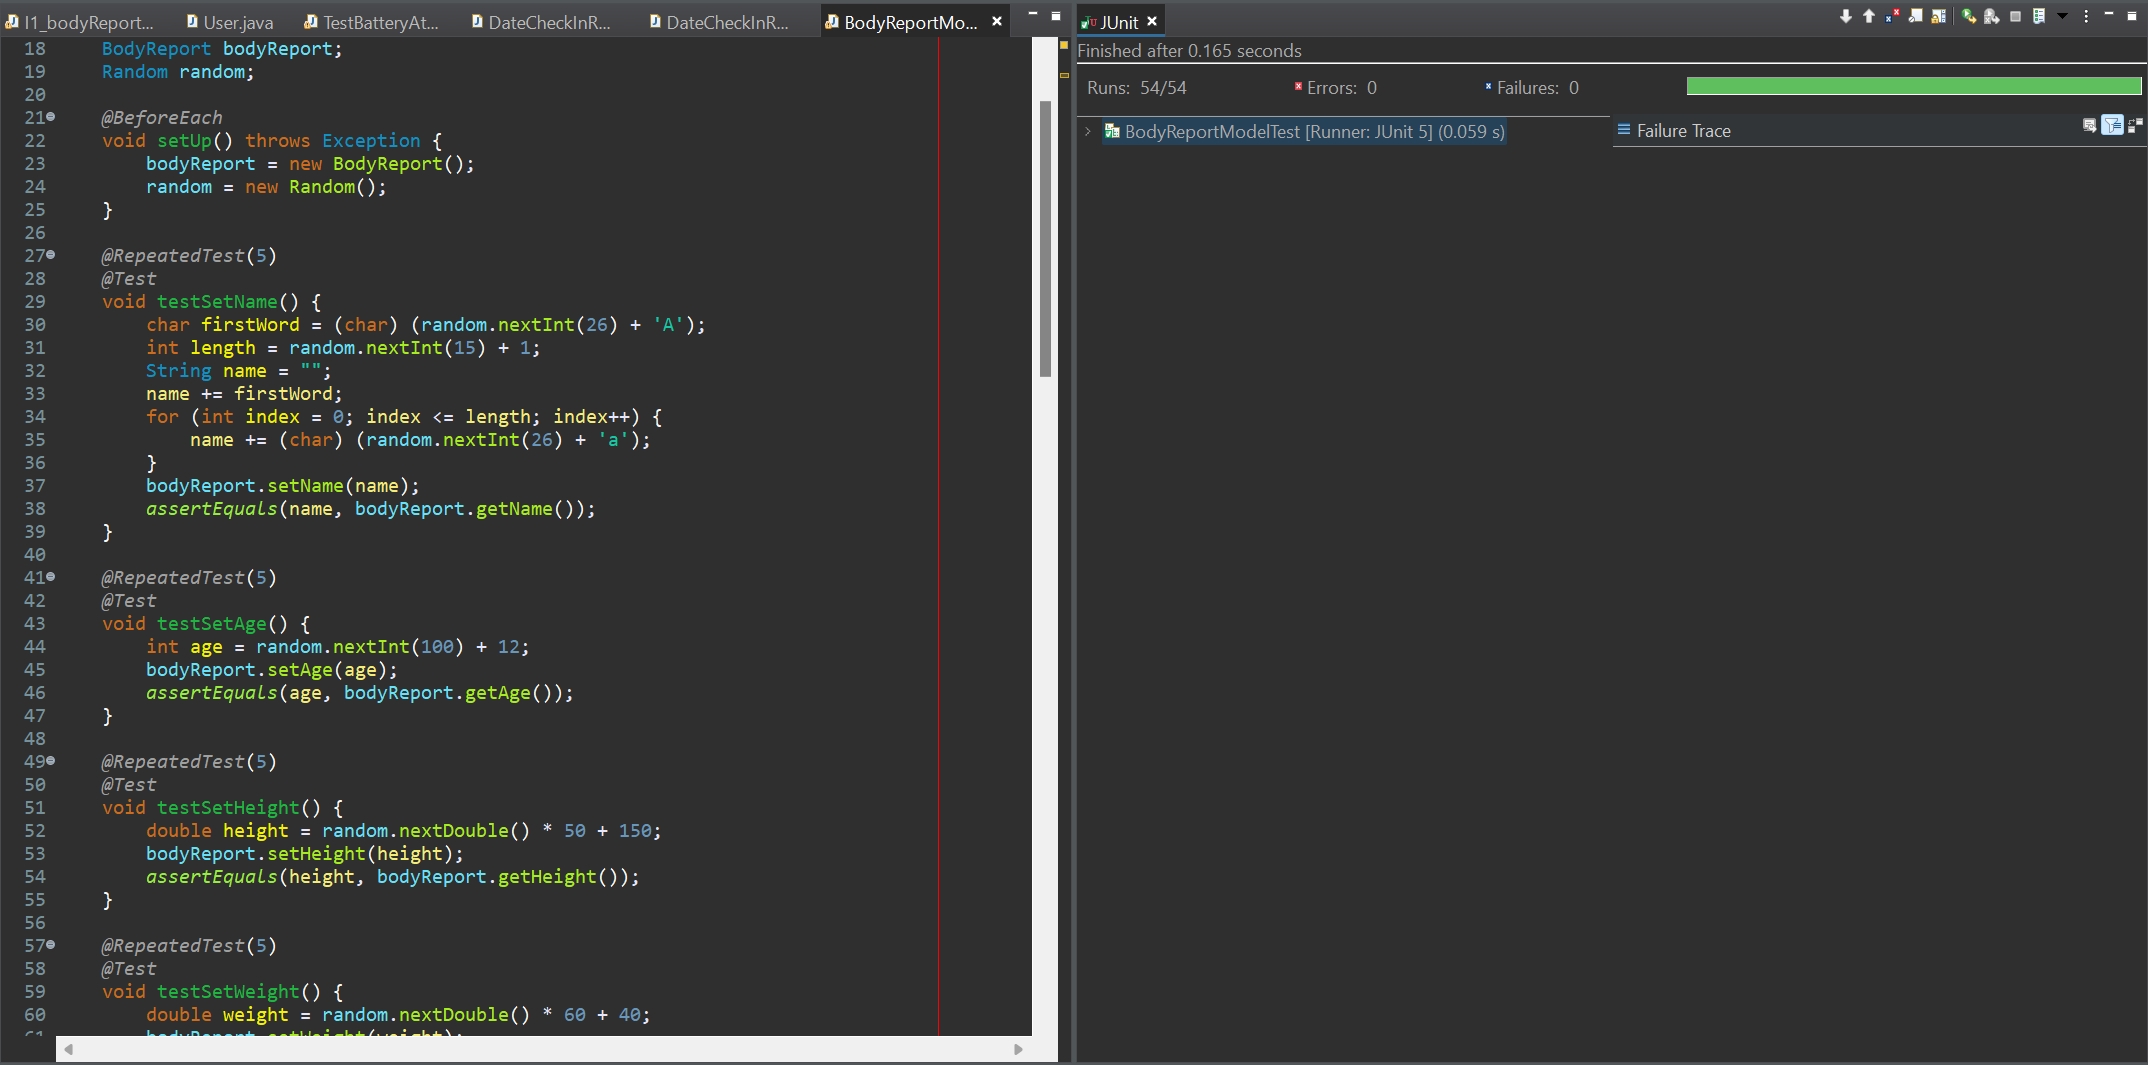 I1_bodyReport...
User.java
TestBatteryAt...
DateCheckInR...
DateCheckInR...
BodyReportMo...
18 BodyReport bodyReport;
19 Random random;
20
21 @BeforeEach
22 void setUp() throws Exception {
23 bodyReport = new BodyReport();
24 random = new Random();
25 }
26
27 @RepeatedTest(5)
28 @Test
29 void testSetName() {
30 char firstWord = (char) (random.nextInt(26) + 'A');
31 int length = random.nextInt(15) + 1;
32 String name = "";
33 name += firstWord;
34 for (int index = 0; index <= length; index++) {
35 name += (char) (random.nextInt(26) + 'a');
36 }
37 bodyReport.setName(name);
38 assertEquals(name, bodyReport.getName());
39 }
40
41 @RepeatedTest(5)
42 @Test
43 void testSetAge() {
44 int age = random.nextInt(100) + 12;
45 bodyReport.setAge(age);
46 assertEquals(age, bodyReport.getAge());
47 }
48
49 @RepeatedTest(5)
50 @Test
51 void testSetHeight() {
52 double height = random.nextDouble() * 50 + 150;
53 bodyReport.setHeight(height);
54 assertEquals(height, bodyReport.getHeight());
55 }
56
57 @RepeatedTest(5)
58 @Test
59 void testSetWeight() {
60 double weight = random.nextDouble() * 60 + 40;
JUnit
Finished after 0.165 seconds
Runs: 54/54 Errors: 0 Failures: 0
BodyReportModelTest [Runner: JUnit 5] (0.059 s)
Failure Trace